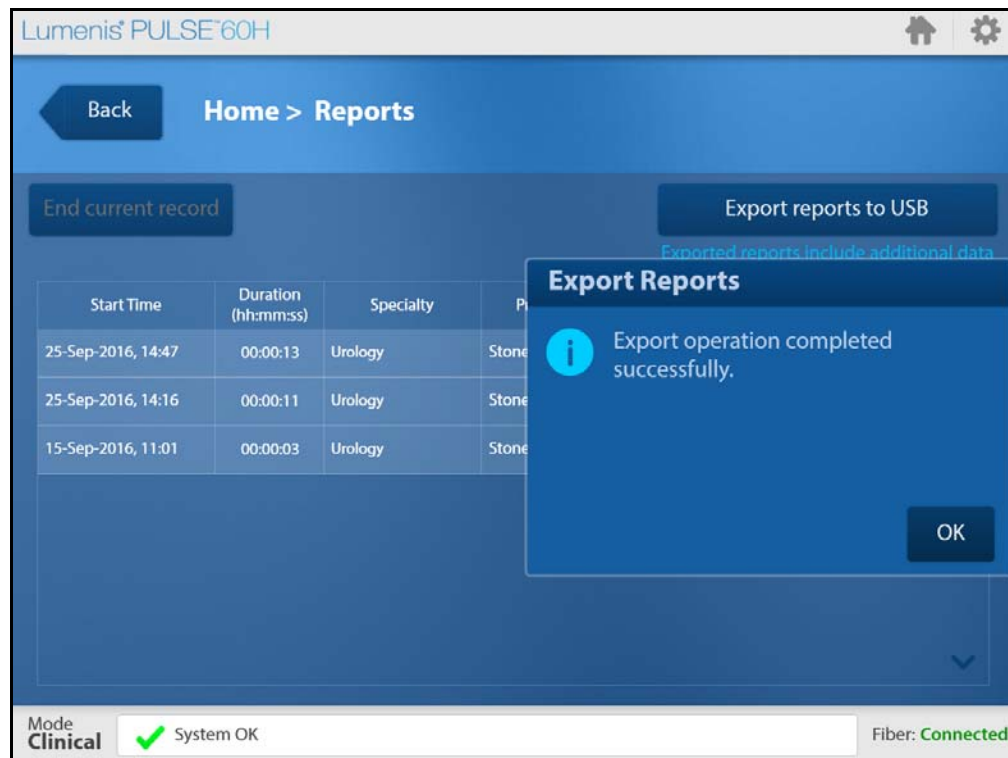 Lumenis® PULSE™ 60H
Back
Home > Reports
End current record
Export reports to USB
Exported reports include additional data
Export Reports
Export operation completed
successfully.
OK
Start Time Duration (hh:mm:ss) Specialty
25-Sep-2016, 14:47 00:00:13 Urology Stone
25-Sep-2016, 14:16 00:00:11 Urology Stone
15-Sep-2016, 11:01 00:00:03 Urology Stone
Mode
Clinical
System OK
Fiber: Connected